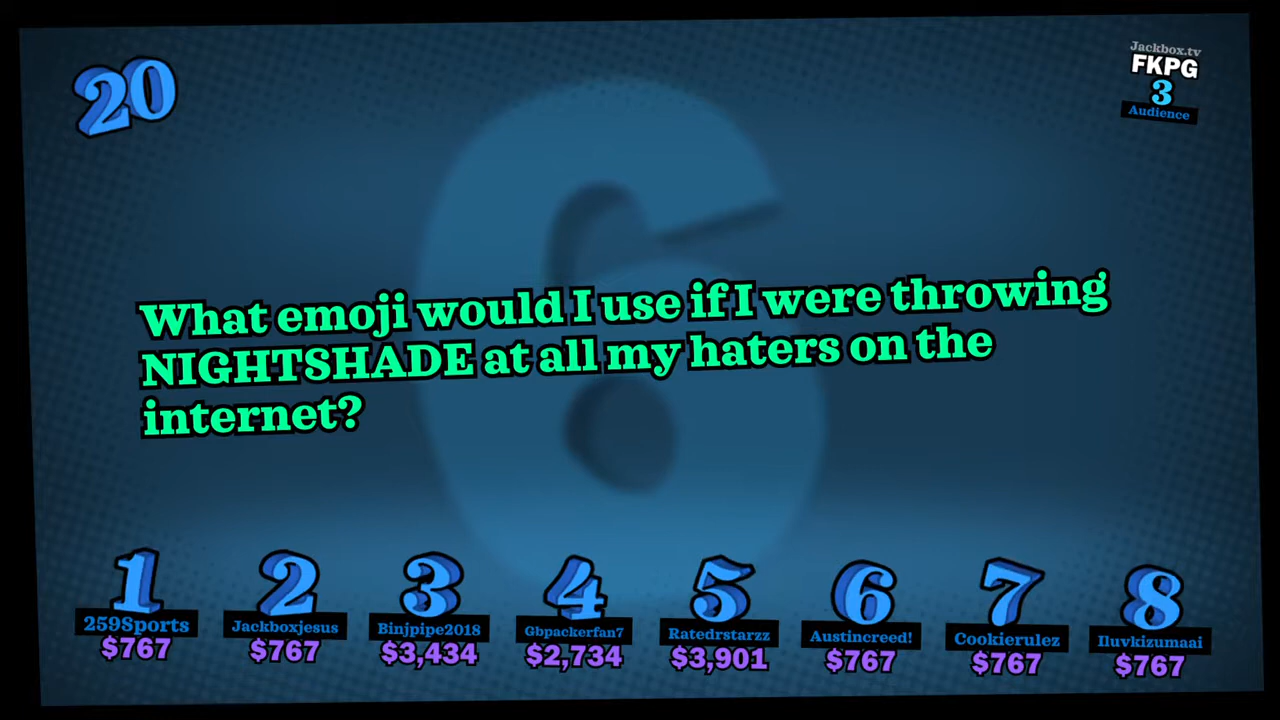 20
Jackbox.tv
FKPG
3
Audience
6
What emoji would I use if I were throwing
NIGHTSHADE at all my haters on the
internet?
1 2 3 4 5 6 7 8
259Sports Jackboxjesus Binjpipe2018 Gbpackerfan7 Ratedrstarzz Austincreed! Cookierulez Iluvkizumaai
$767 $767 $3,434 $2,734 $3,901 $767 $767 $767